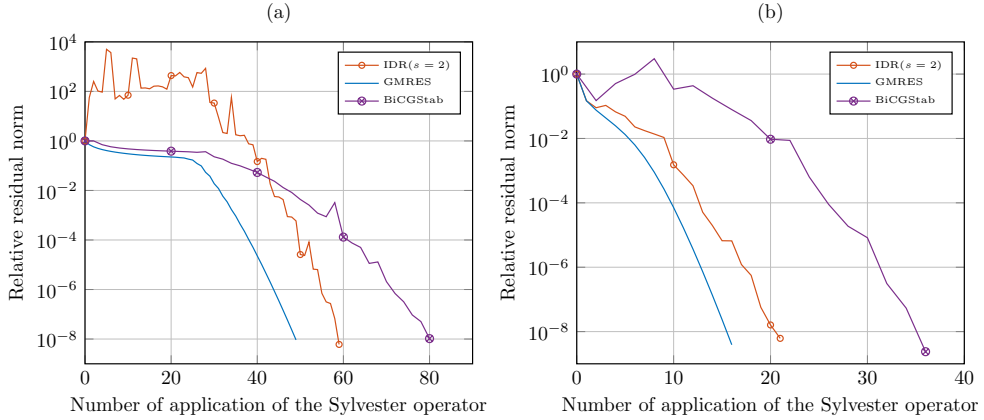 (a)
Relative residual norm
10^4
10^2
10^0
10^−2
10^−4
10^−6
10^−8
0
20
40
60
80
Number of application of the Sylvester operator
IDR(s = 2)
GMRES
BiCGStab
(b)
Relative residual norm
10^0
10^−2
10^−4
10^−6
10^−8
0
10
20
30
40
Number of application of the Sylvester operator
IDR(s = 2)
GMRES
BiCGStab